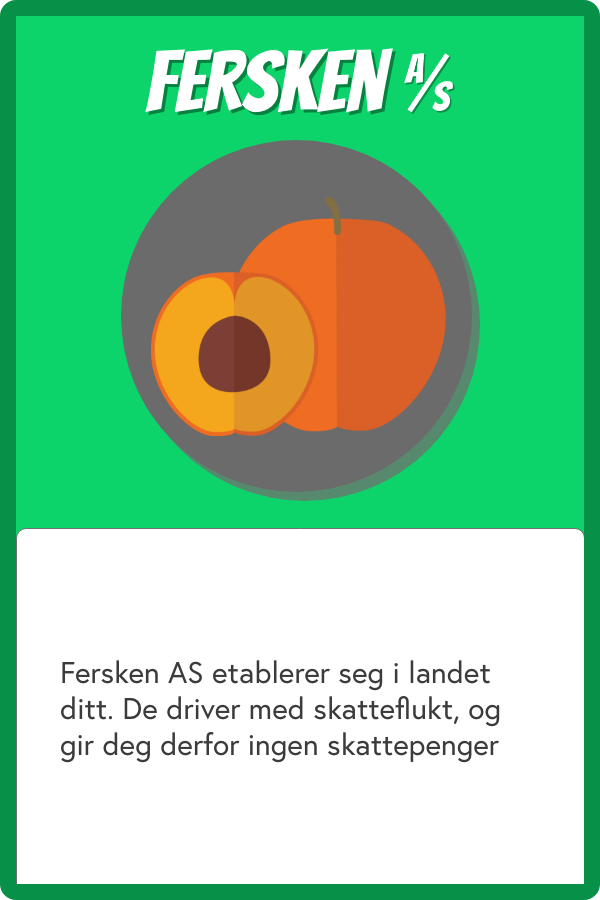 FERSKEN A/S
Fersken AS etablerer seg i landet
ditt. De driver med skatteflukt, og
gir deg derfor ingen skattepenger